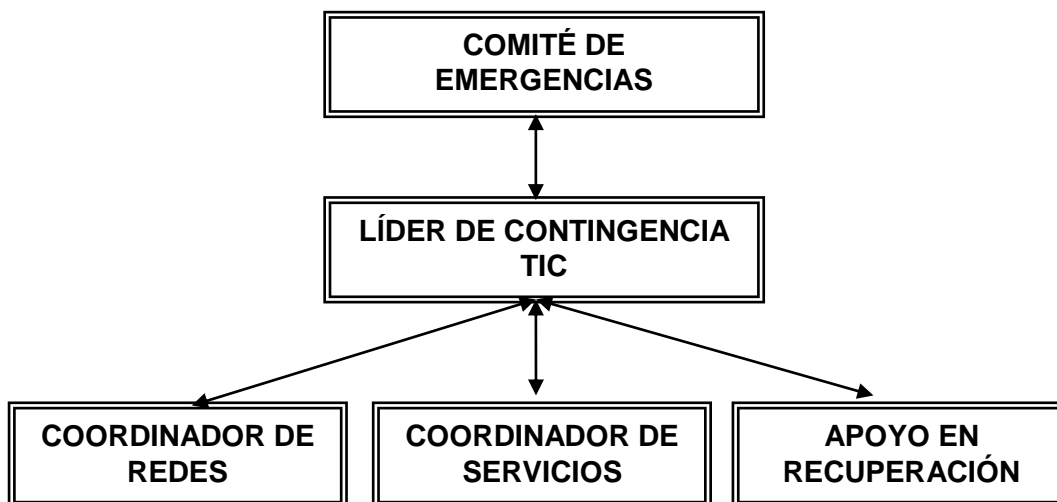 COMITÉ DE
EMERGENCIAS
LÍDER DE CONTINGENCIA
TIC
COORDINADOR DE
REDES
COORDINADOR DE
SERVICIOS
APOYO EN
RECUPERACIÓN